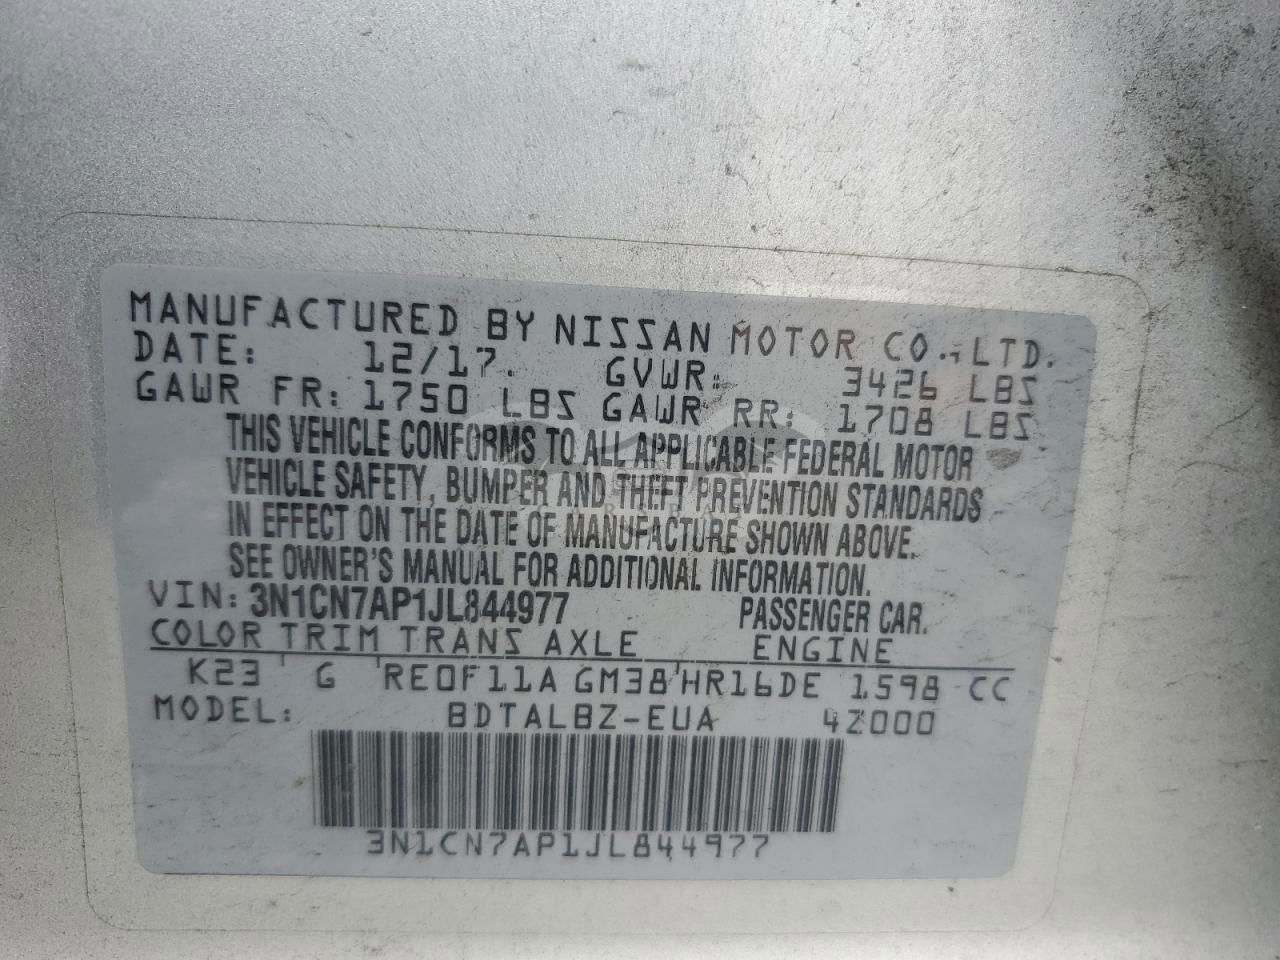 MANUFACTURED BY NISSAN MOTOR CO., LTD.
DATE: 12/17. GVWR: 3426 LBS
GAWR FR: 1750 LBS GAWR RR: 1708 LBS
THIS VEHICLE CONFORMS TO ALL APPLICABLE FEDERAL MOTOR
VEHICLE SAFETY, BUMPER AND THEFT PREVENTION STANDARDS
IN EFFECT ON THE DATE OF MANUFACTURE SHOWN ABOVE.
SEE OWNER'S MANUAL FOR ADDITIONAL INFORMATION.
VIN: 3N1CN7AP1JL844977 PASSENGER CAR.
COLOR TRIM TRANS AXLE ENGINE
K23 G RE0F11A GM38 HR16DE 1598 CC
MODEL: BDTALBZ-EUA 4Z000
3N1CN7AP1JL844977